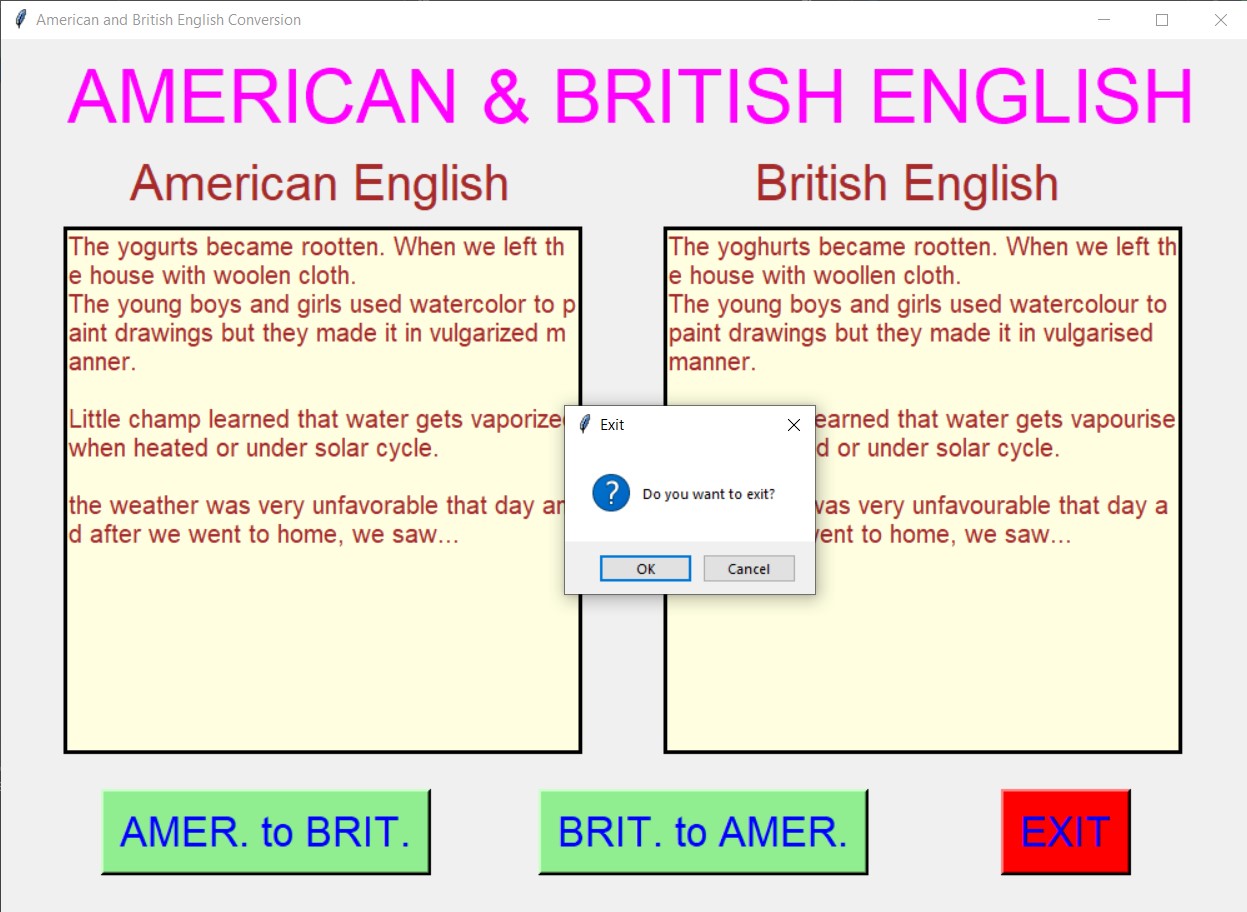 American and British English Conversion
AMERICAN & BRITISH ENGLISH
American English
The yogurts became rootten. When we left th
e house with woolen cloth.
The young boys and girls used watercolor to p
aint drawings but they made it in vulgarized m
anner.
Little champ learned that water gets vaporized
when heated or under solar cycle.
the weather was very unfavorable that day an
d after we went to home, we saw...
British English
The yoghurts became rootten. When we left th
e house with woollen cloth.
The young boys and girls used watercolour to
paint drawings but they made it in vulgarised
manner.
earned that water gets vapourise
d or under solar cycle.
was very unfavourable that day a
went to home, we saw...
Exit
Do you want to exit?
OK
Cancel
AMER. to BRIT.
BRIT. to AMER.
EXIT